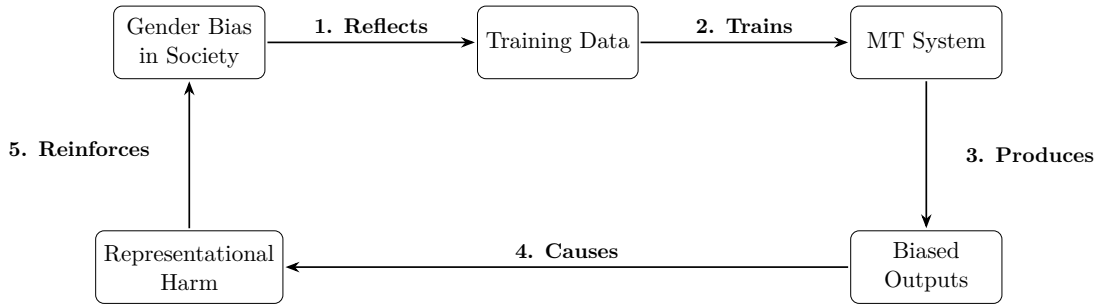 Gender Bias
in Society
1. Reflects
Training Data
2. Trains
MT System
3. Produces
Biased
Outputs
4. Causes
Representational
Harm
5. Reinforces